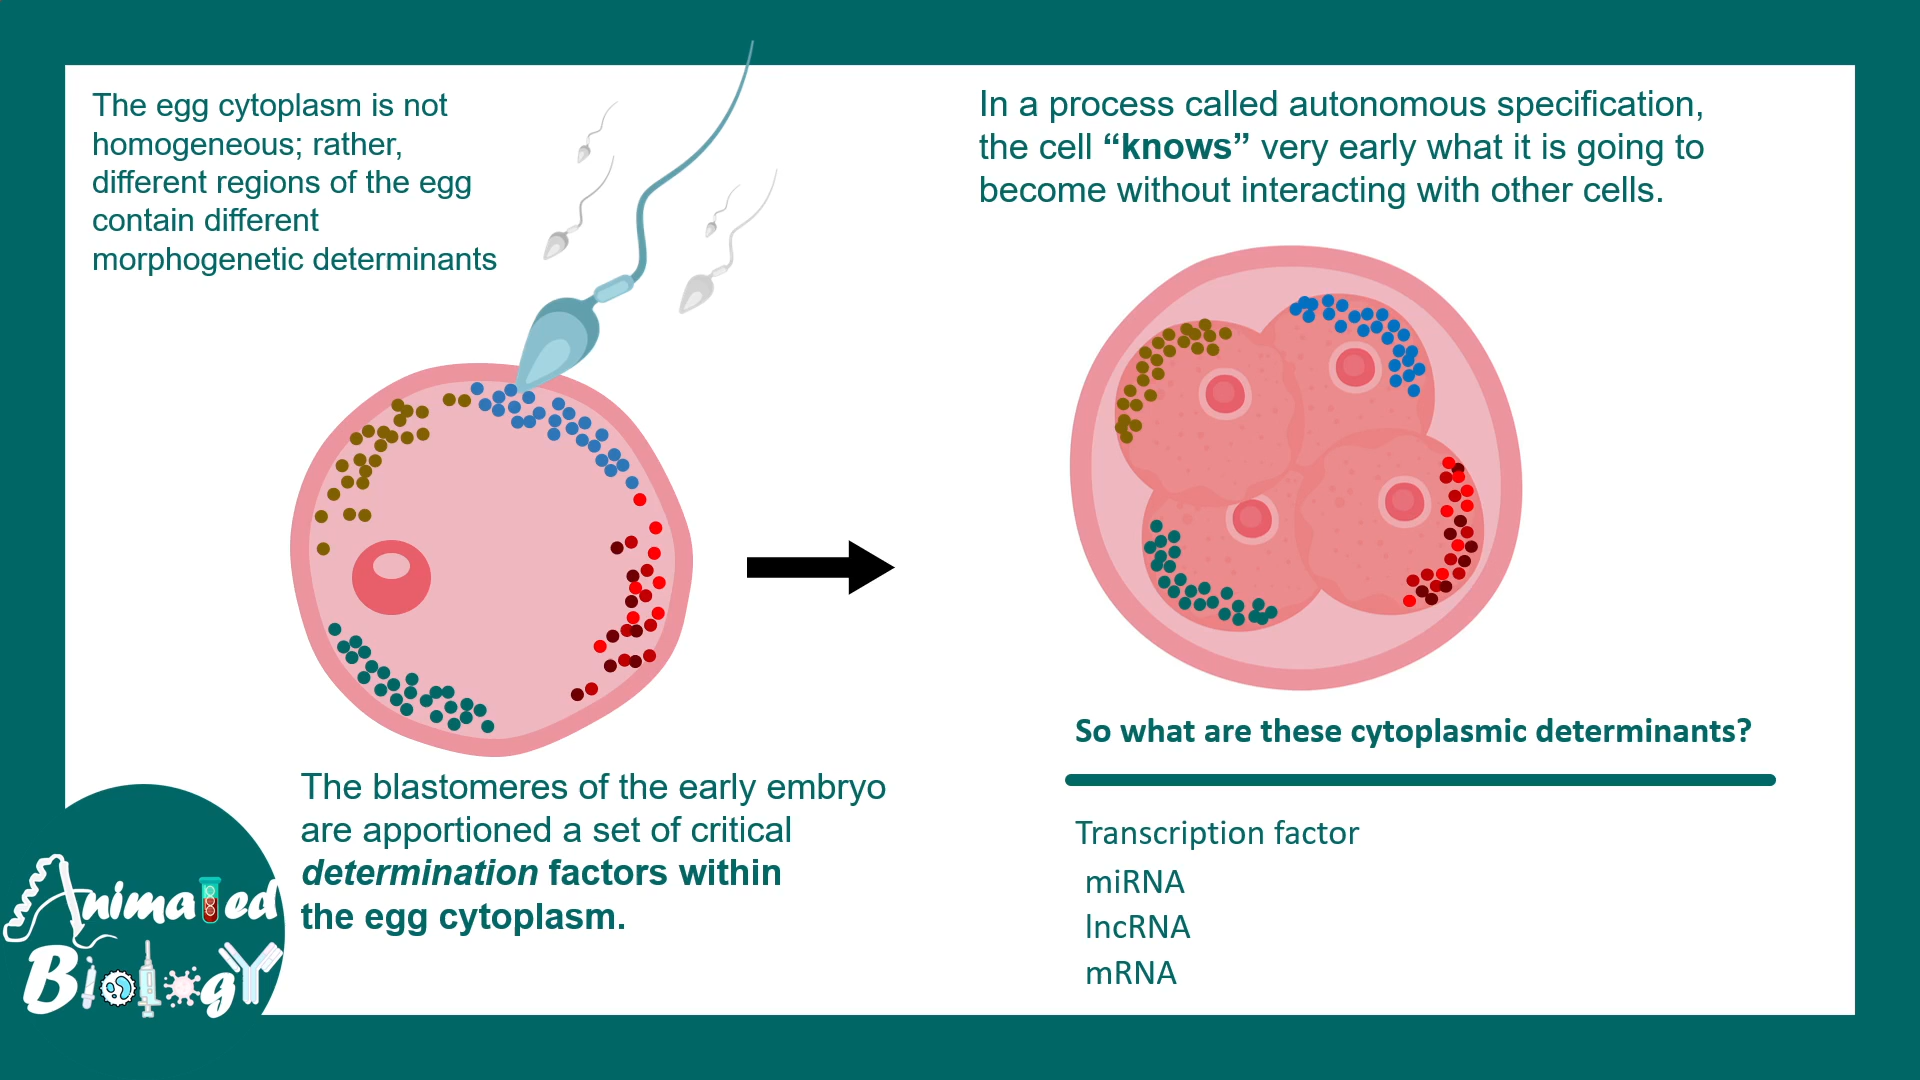 The egg cytoplasm is not
homogeneous; rather,
different regions of the egg
contain different
morphogenetic determinants
In a process called autonomous specification,
the cell “knows” very early what it is going to
become without interacting with other cells.
The blastomeres of the early embryo
are apportioned a set of critical
determination factors within
the egg cytoplasm.
So what are these cytoplasmic determinants?
Transcription factor
miRNA
lncRNA
mRNA
Animated
Biology